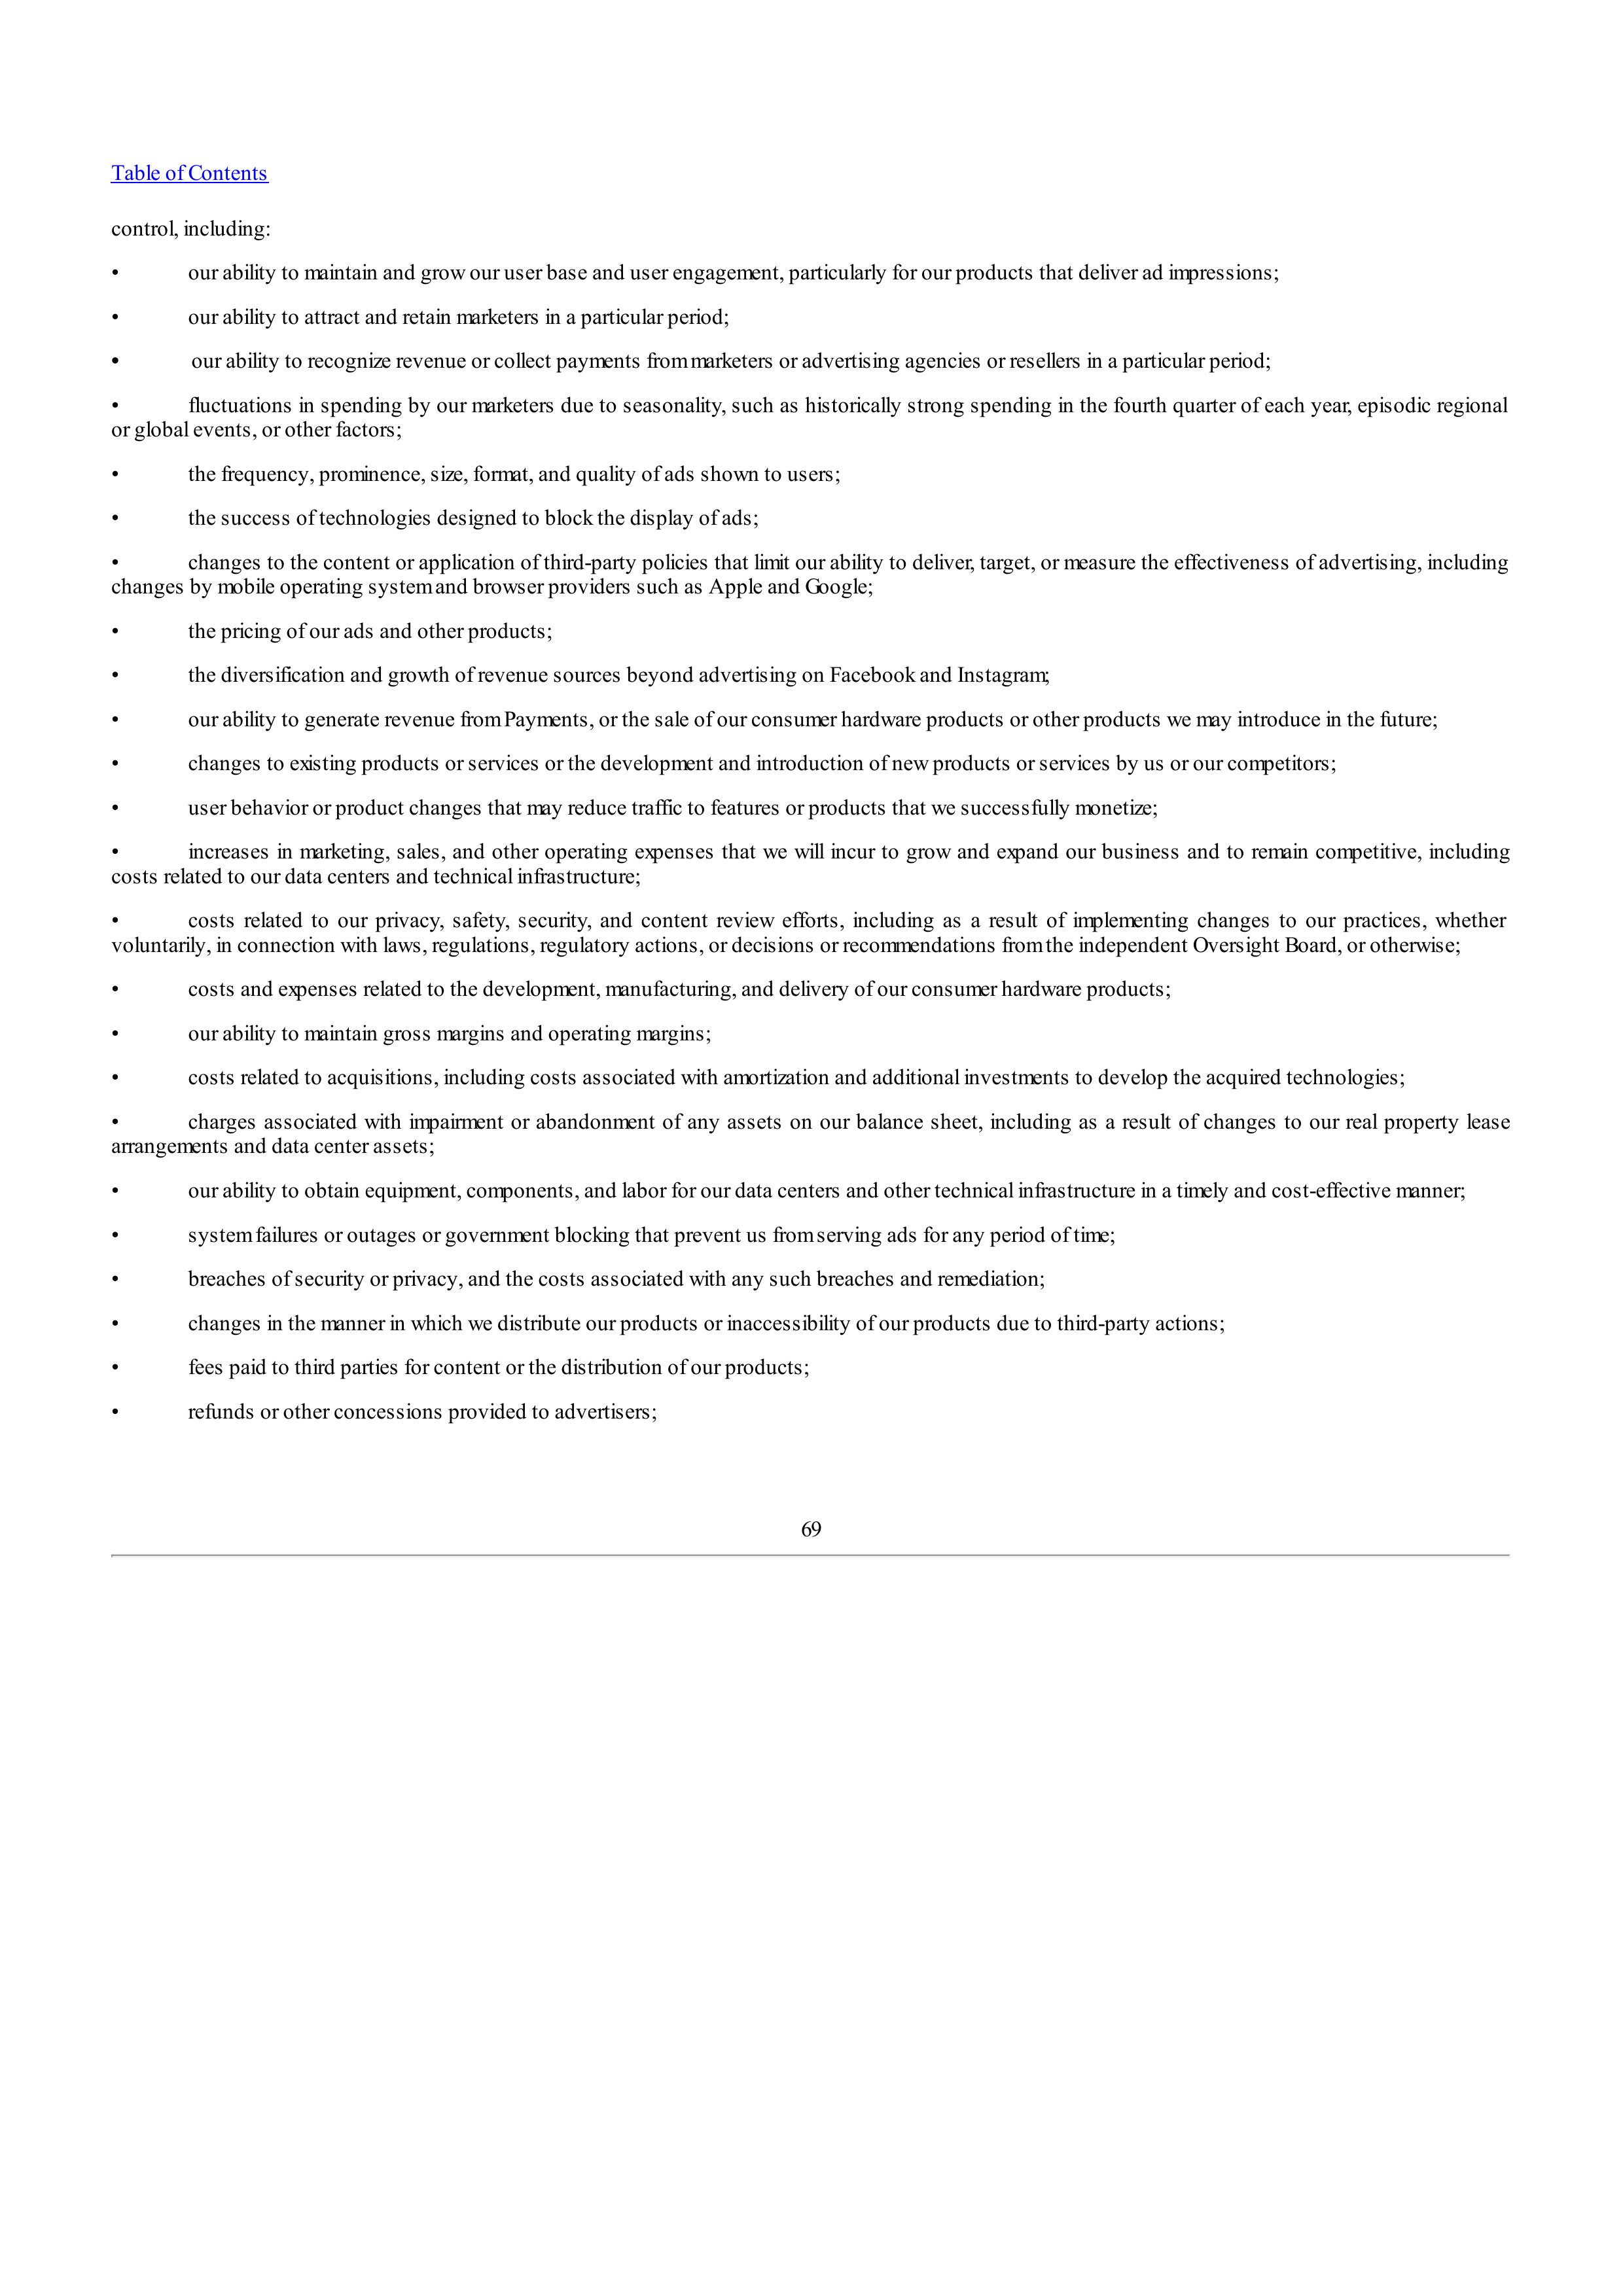 Table of Contents
control, including:
• our ability to maintain and grow our user base and user engagement, particularly for our products that deliver ad impressions;
• our ability to attract and retain marketers in a particular period;
• our ability to recognize revenue or collect payments from marketers or advertising agencies or resellers in a particular period;
• fluctuations in spending by our marketers due to seasonality, such as historically strong spending in the fourth quarter of each year, episodic regional
or global events, or other factors;
• the frequency, prominence, size, format, and quality of ads shown to users;
• the success of technologies designed to block the display of ads;
• changes to the content or application of third-party policies that limit our ability to deliver, target, or measure the effectiveness of advertising, including
changes by mobile operating system and browser providers such as Apple and Google;
• the pricing of our ads and other products;
• the diversification and growth of revenue sources beyond advertising on Facebook and Instagram;
• our ability to generate revenue from Payments, or the sale of our consumer hardware products or other products we may introduce in the future;
• changes to existing products or services or the development and introduction of new products or services by us or our competitors;
• user behavior or product changes that may reduce traffic to features or products that we successfully monetize;
• increases in marketing, sales, and other operating expenses that we will incur to grow and expand our business and to remain competitive, including
costs related to our data centers and technical infrastructure;
• costs related to our privacy, safety, security, and content review efforts, including as a result of implementing changes to our practices, whether
voluntarily, in connection with laws, regulations, regulatory actions, or decisions or recommendations from the independent Oversight Board, or otherwise;
• costs and expenses related to the development, manufacturing, and delivery of our consumer hardware products;
• our ability to maintain gross margins and operating margins;
• costs related to acquisitions, including costs associated with amortization and additional investments to develop the acquired technologies;
• charges associated with impairment or abandonment of any assets on our balance sheet, including as a result of changes to our real property lease
arrangements and data center assets;
• our ability to obtain equipment, components, and labor for our data centers and other technical infrastructure in a timely and cost-effective manner;
• system failures or outages or government blocking that prevent us from serving ads for any period of time;
• breaches of security or privacy, and the costs associated with any such breaches and remediation;
• changes in the manner in which we distribute our products or inaccessibility of our products due to third-party actions;
• fees paid to third parties for content or the distribution of our products;
• refunds or other concessions provided to advertisers;
69